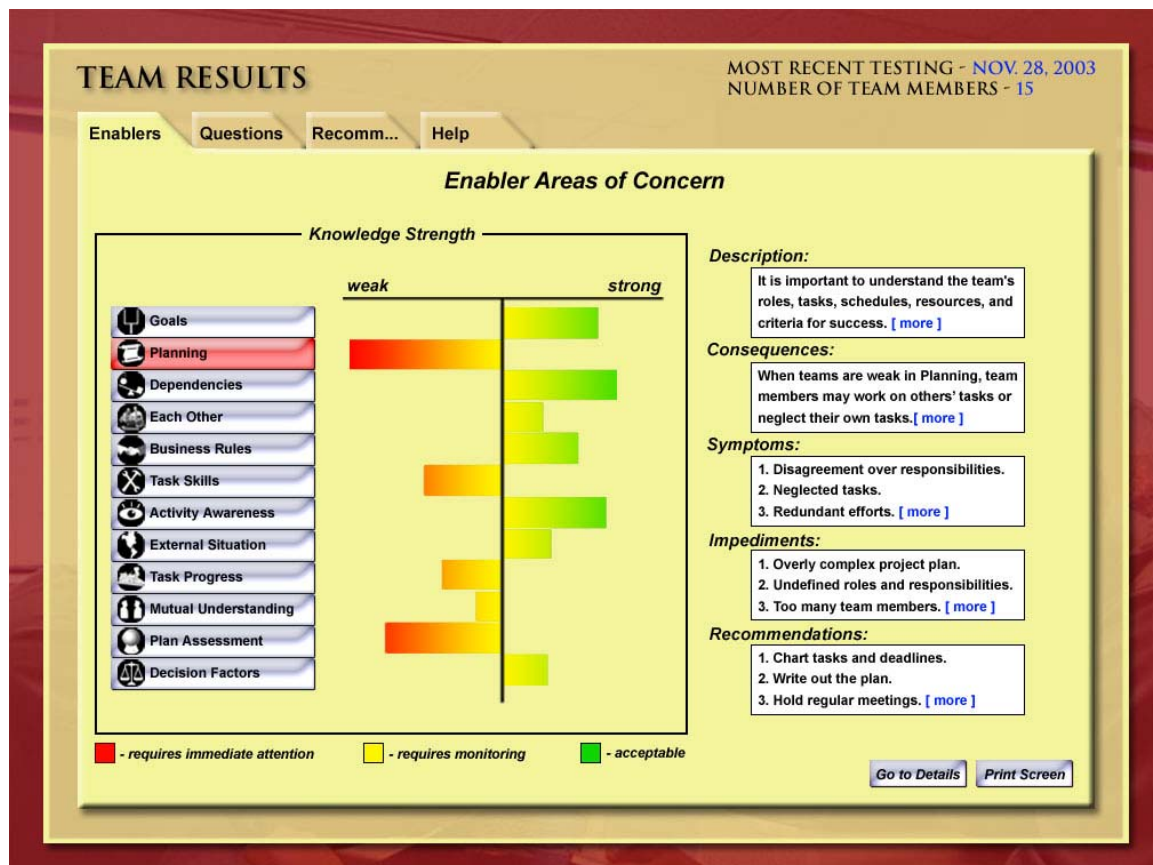 TEAM RESULTS
MOST RECENT TESTING - NOV. 28, 2003
NUMBER OF TEAM MEMBERS - 15
Enablers
Questions
Recomm...
Help
Enabler Areas of Concern
Knowledge Strength
weak
strong
Goals
Planning
Dependencies
Each Other
Business Rules
Task Skills
Activity Awareness
External Situation
Task Progress
Mutual Understanding
Plan Assessment
Decision Factors
- requires immediate attention
- requires monitoring
- acceptable
Description:
It is important to understand the team's
roles, tasks, schedules, resources, and
criteria for success. [ more ]
Consequences:
When teams are weak in Planning, team
members may work on others' tasks or
neglect their own tasks.[ more ]
Symptoms:
1. Disagreement over responsibilities.
2. Neglected tasks.
3. Redundant efforts. [ more ]
Impediments:
1. Overly complex project plan.
2. Undefined roles and responsibilities.
3. Too many team members. [ more ]
Recommendations:
1. Chart tasks and deadlines.
2. Write out the plan.
3. Hold regular meetings. [ more ]
Go to Details
Print Screen